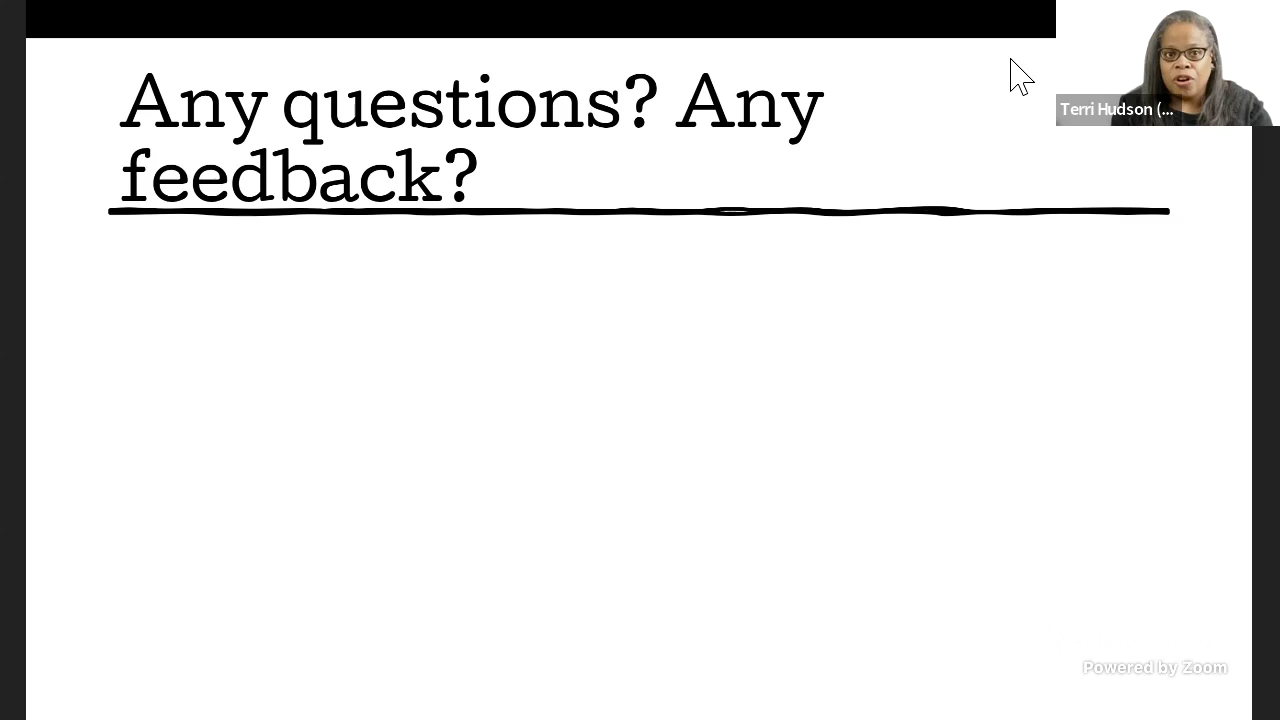 Any questions? Any
feedback?
Terri Hudson (...
Powered by Zoom